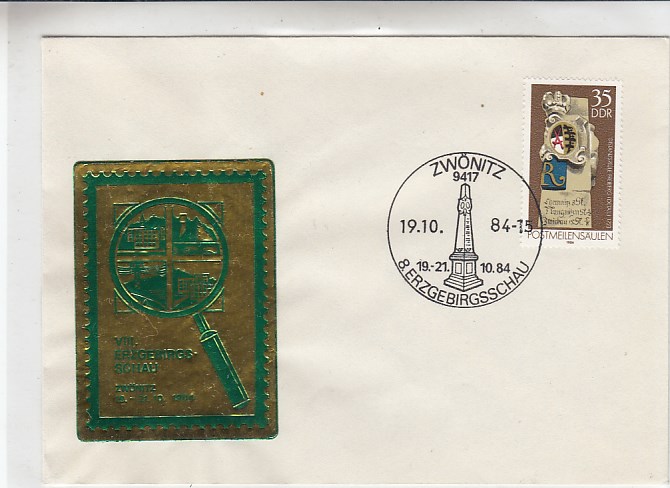 35
DDR
POSTMEILENSÄULEN
ZWÖNITZ
9417
19.10. 84-15
19.-21. 10.84
8. ERZGEBIRGSSCHAU
VIII.
ERZGEBIRGS-
SCHAU
ZWÖNITZ